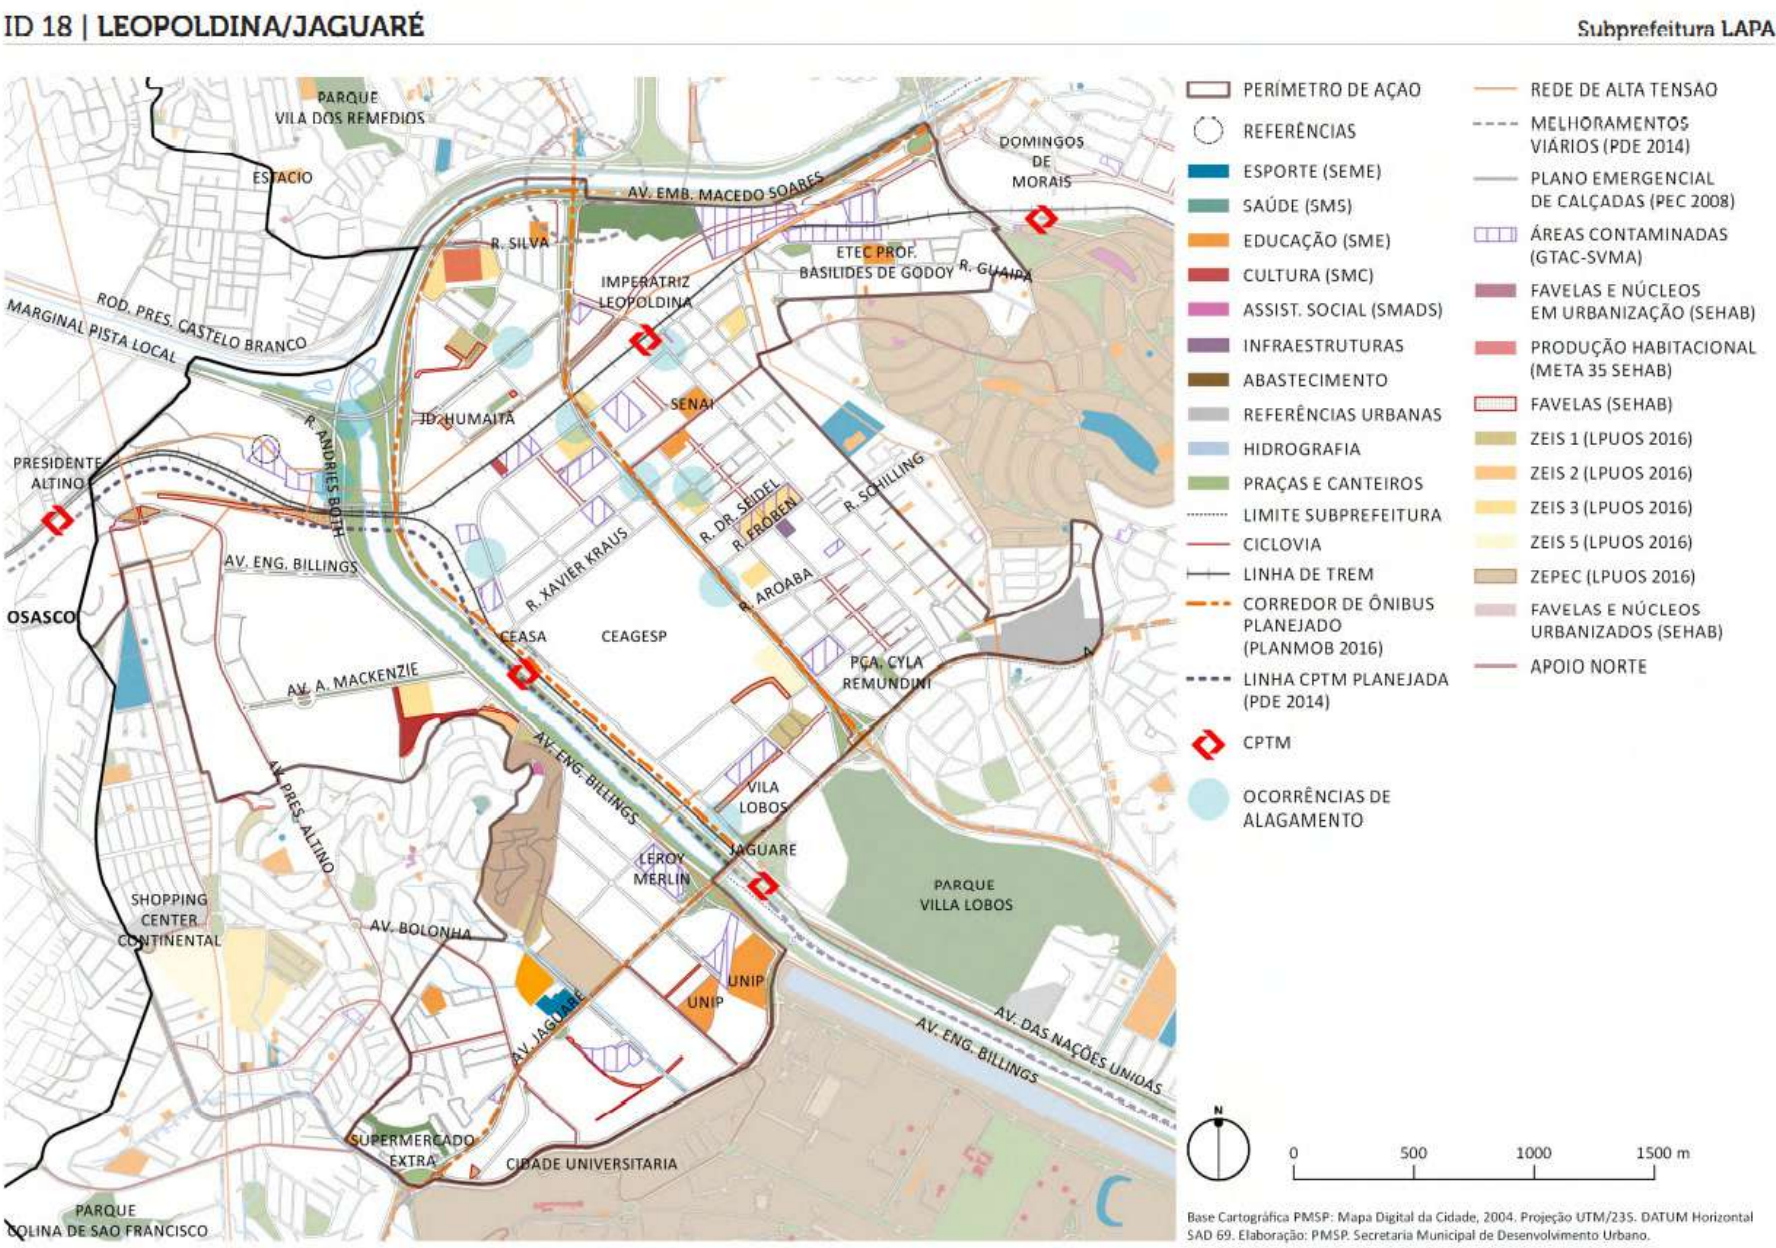 ID 18 | LEOPOLDINA/JAGUARÉ
Subprefeitura LAPA
PARQUE
VILA DOS REMEDIOS
ESTACIO
DOMINGOS
DE
MORAIS
AV. EMB. MACEDO SOARES
R. SILVA
ETEC PROF.
BASILIDES DE GODOY
R. GUAIPÁ
IMPERATRIZ
LEOPOLDINA
ROD. PRES. CASTELO BRANCO
MARGINAL PISTA LOCAL
SENAI
JD. HUMAITÁ
R. ANDRIES BOTH
PRESIDENTE
ALTINO
R. SCHILLING
R. DR. SEIDEL
R. FROBEN
R. XAVIER KRAUS
AV. ENG. BILLINGS
R. AROABA
OSASCO
CEASA
CEAGESP
PÇA. CYLA
REMUNDINI
AV. A. MACKENZIE
AV. ENG. BILLINGS
AV. PRES. ALTINO
VILA
LOBOS
JAGUARE
LEROY
MERLIN
PARQUE
VILLA LOBOS
SHOPPING
CENTER
CONTINENTAL
AV. BOLONHA
UNIP
UNIP
AV. JAGUARÉ
AV. DAS NAÇÕES UNIDAS
AV. ENG. BILLINGS
SUPERMERCADO
EXTRA
CIDADE UNIVERSITARIA
PARQUE
COLINA DE SAO FRANCISCO
PERÍMETRO DE AÇÃO
REFERÊNCIAS
ESPORTE (SEME)
SAÚDE (SMS)
EDUCAÇÃO (SME)
CULTURA (SMC)
ASSIST. SOCIAL (SMADS)
INFRAESTRUTURAS
ABASTECIMENTO
REFERÊNCIAS URBANAS
HIDROGRAFIA
PRAÇAS E CANTEIROS
LIMITE SUBPREFEITURA
CICLOVIA
LINHA DE TREM
CORREDOR DE ÔNIBUS
PLANEJADO
(PLANMOB 2016)
LINHA CPTM PLANEJADA
(PDE 2014)
CPTM
OCORRÊNCIAS DE
ALAGAMENTO
REDE DE ALTA TENSÃO
MELHORAMENTOS
VIÁRIOS (PDE 2014)
PLANO EMERGENCIAL
DE CALÇADAS (PEC 2008)
ÁREAS CONTAMINADAS
(GTAC-SVMA)
FAVELAS E NÚCLEOS
EM URBANIZAÇÃO (SEHAB)
PRODUÇÃO HABITACIONAL
(META 35 SEHAB)
FAVELAS (SEHAB)
ZEIS 1 (LPUOS 2016)
ZEIS 2 (LPUOS 2016)
ZEIS 3 (LPUOS 2016)
ZEIS 5 (LPUOS 2016)
ZEPEC (LPUOS 2016)
FAVELAS E NÚCLEOS
URBANIZADOS (SEHAB)
APOIO NORTE
N
0 500 1000 1500 m
Base Cartográfica PMSP: Mapa Digital da Cidade, 2004. Projeção UTM/23S. DATUM Horizontal
SAD 69. Elaboração: PMSP. Secretaria Municipal de Desenvolvimento Urbano.